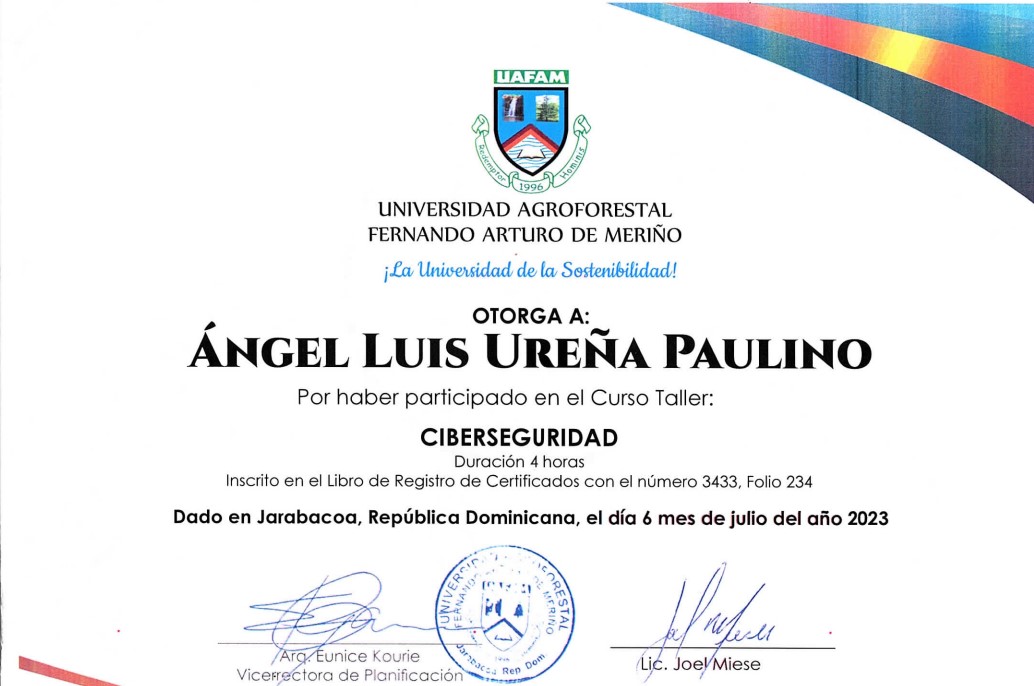 UAFAM
Redemptor Hominis
1996
UNIVERSIDAD AGROFORESTAL
FERNANDO ARTURO DE MERIÑO
¡La Universidad de la Sostenibilidad!
OTORGA A:
ÁNGEL LUIS UREÑA PAULINO
Por haber participado en el Curso Taller:
CIBERSEGURIDAD
Duración 4 horas
Inscrito en el Libro de Registro de Certificados con el número 3433, Folio 234
Dado en Jarabacoa, República Dominicana, el día 6 mes de julio del año 2023
UNIVERSIDAD AGROFORESTAL
FERNANDO DE MERIÑO
Jarabacoa Rep Dom
Joel Miese
Arq. Eunice Kourie
Vicerrectora de Planificación
Lic. Joel Miese